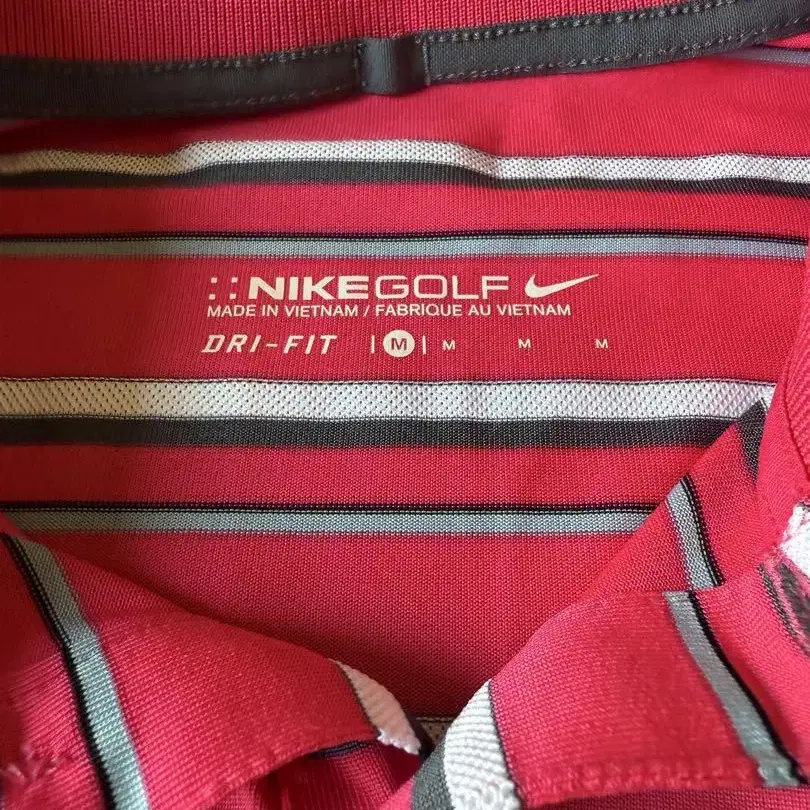 NIKEGOLF
MADE IN VIETNAM / FABRIQUE AU VIETNAM
DRI-FIT | M | M M M